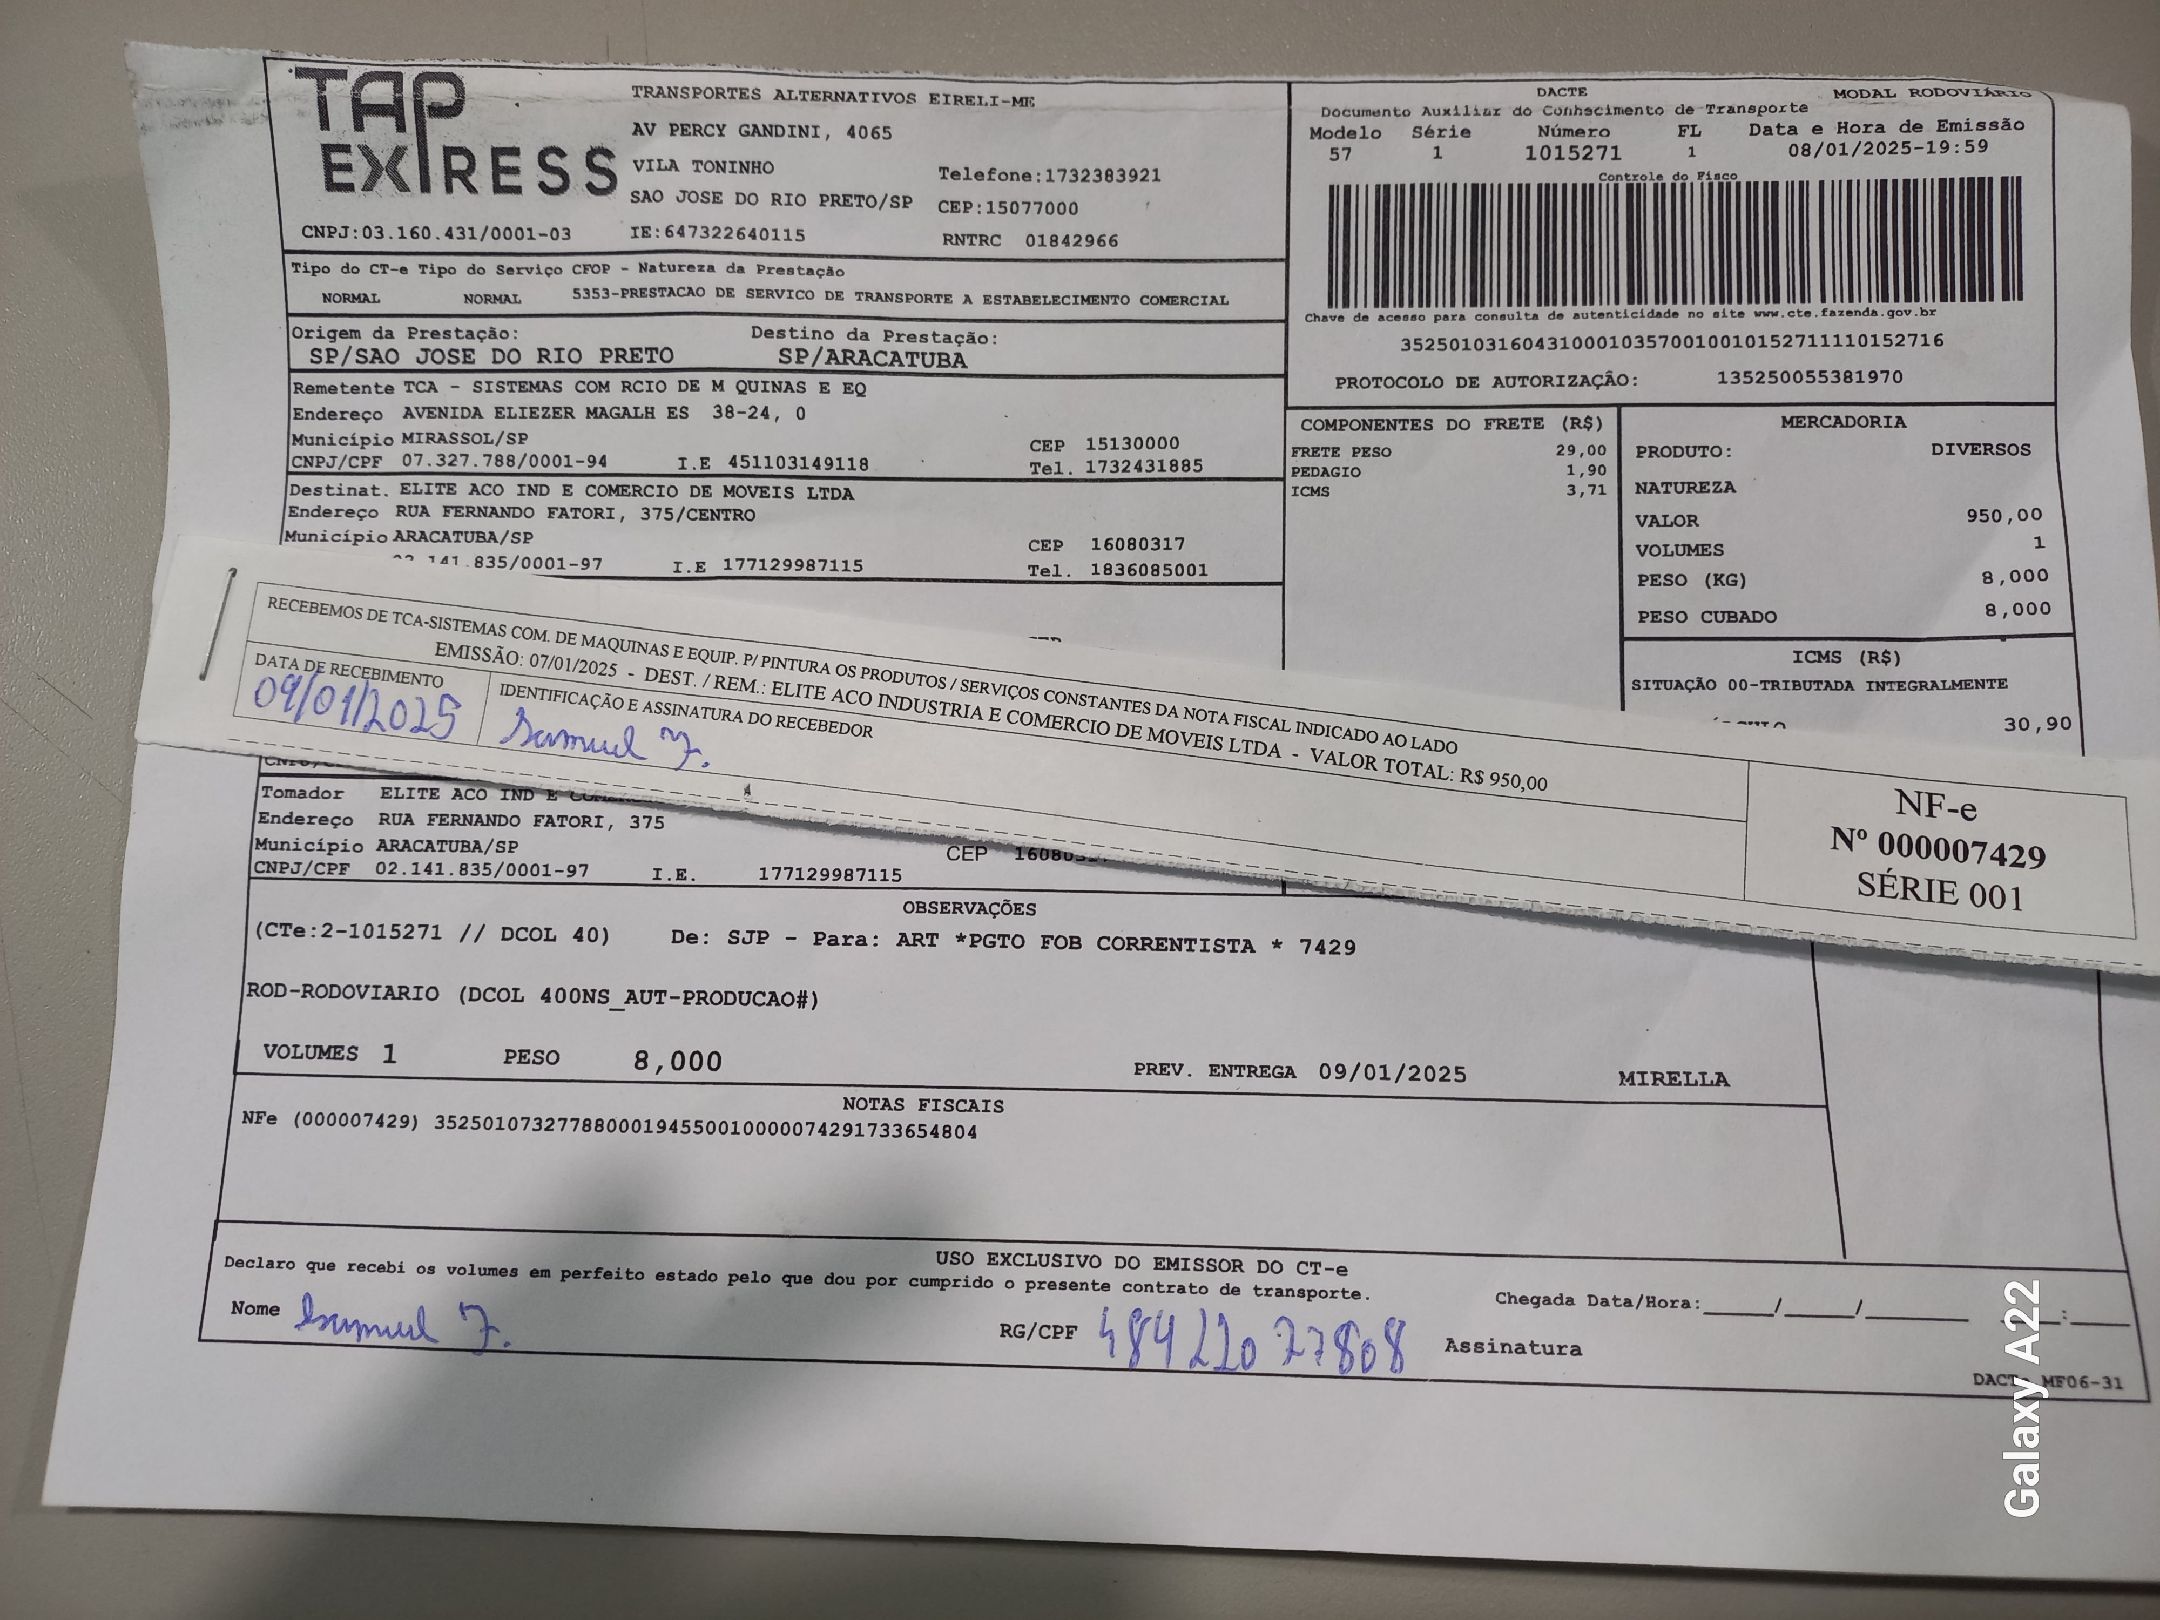 TAP EXPRESS
TRANSPORTES ALTERNATIVOS EIRELI-ME
AV PERCY GANDINI, 4065
VILA TONINHO
Telefone:1732383921
SAO JOSE DO RIO PRETO/SP CEP:15077000
CNPJ:03.160.431/0001-03 IE:647322640115 RNTRC 01842966
DACTE MODAL RODOVIÁRIO
Documento Auxiliar do Conhecimento de Transporte
Modelo Série Número FL Data e Hora de Emissão
57 1 1015271 1 08/01/2025-19:59
Controle do Fisco
Chave de acesso para consulta de autenticidade no site www.cte.fazenda.gov.br
35250103160431000103570010010152711110152716
PROTOCOLO DE AUTORIZAÇÃO: 135250055381970
Tipo do CT-e Tipo do Serviço CFOP - Natureza da Prestação
NORMAL NORMAL 5353-PRESTACAO DE SERVICO DE TRANSPORTE A ESTABELECIMENTO COMERCIAL
Origem da Prestação: Destino da Prestação:
SP/SAO JOSE DO RIO PRETO SP/ARACATUBA
Remetente TCA - SISTEMAS COM RCIO DE M QUINAS E EQ
Endereço AVENIDA ELIEZER MAGALH ES 38-24, 0
Município MIRASSOL/SP CEP 15130000
CNPJ/CPF 07.327.788/0001-94 I.E 451103149118 Tel. 1732431885
Destinat. ELITE ACO IND E COMERCIO DE MOVEIS LTDA
Endereço RUA FERNANDO FATORI, 375/CENTRO
Município ARACATUBA/SP CEP 16080317
141.835/0001-97 I.E 177129987115 Tel. 1836085001
COMPONENTES DO FRETE (R$)
FRETE PESO 29,00
PEDAGIO 1,90
ICMS 3,71
MERCADORIA
PRODUTO: DIVERSOS
NATUREZA
VALOR 950,00
VOLUMES 1
PESO (KG) 8,000
PESO CUBADO 8,000
ICMS (R$)
SITUAÇÃO 00-TRIBUTADA INTEGRALMENTE
30,90
RECEBEMOS DE TCA-SISTEMAS COM. DE MAQUINAS E EQUIP. P/ PINTURA OS PRODUTOS / SERVIÇOS CONSTANTES DA NOTA FISCAL INDICADO AO LADO
EMISSÃO: 07/01/2025 - DEST. / REM.: ELITE ACO INDUSTRIA E COMERCIO DE MOVEIS LTDA - VALOR TOTAL: R$ 950,00
DATA DE RECEBIMENTO IDENTIFICAÇÃO E ASSINATURA DO RECEBEDOR
09/01/2025 Samuel F.
NF-e
Nº 000007429
SÉRIE 001
Tomador ELITE ACO IND E
Endereço RUA FERNANDO FATORI, 375
Município ARACATUBA/SP CEP
CNPJ/CPF 02.141.835/0001-97 I.E. 177129987115
OBSERVAÇÕES
(CTe:2-1015271 // DCOL 40) De: SJP - Para: ART *PGTO FOB CORRENTISTA * 7429
ROD-RODOVIARIO (DCOL 400NS_AUT-PRODUCAO#)
VOLUMES 1 PESO 8,000 PREV. ENTREGA 09/01/2025 MIRELLA
NOTAS FISCAIS
NFe (000007429) 35250107327788000194550010000074291733654804
USO EXCLUSIVO DO EMISSOR DO CT-e
Declaro que recebi os volumes em perfeito estado pelo que dou por cumprido o presente contrato de transporte.
Chegada Data/Hora:_____/_____/________ ____:____
Nome Samuel F. RG/CPF 48422077808 Assinatura
MF06-31
Galaxy A22